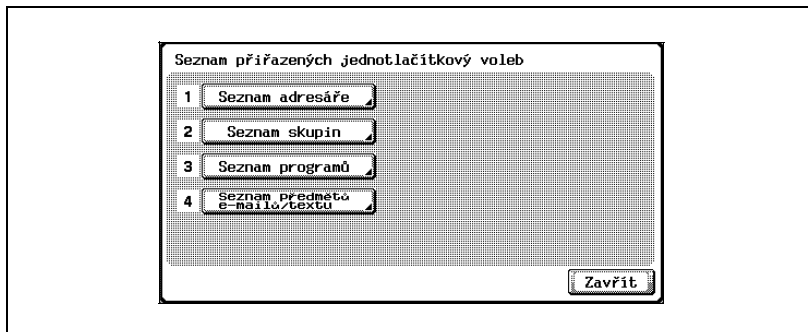 Seznam přiřazených jednotlačítkový voleb
1 Seznam adresáře
2 Seznam skupin
3 Seznam programů
4 Seznam předmětů
e-mailů/textu
Zavřít